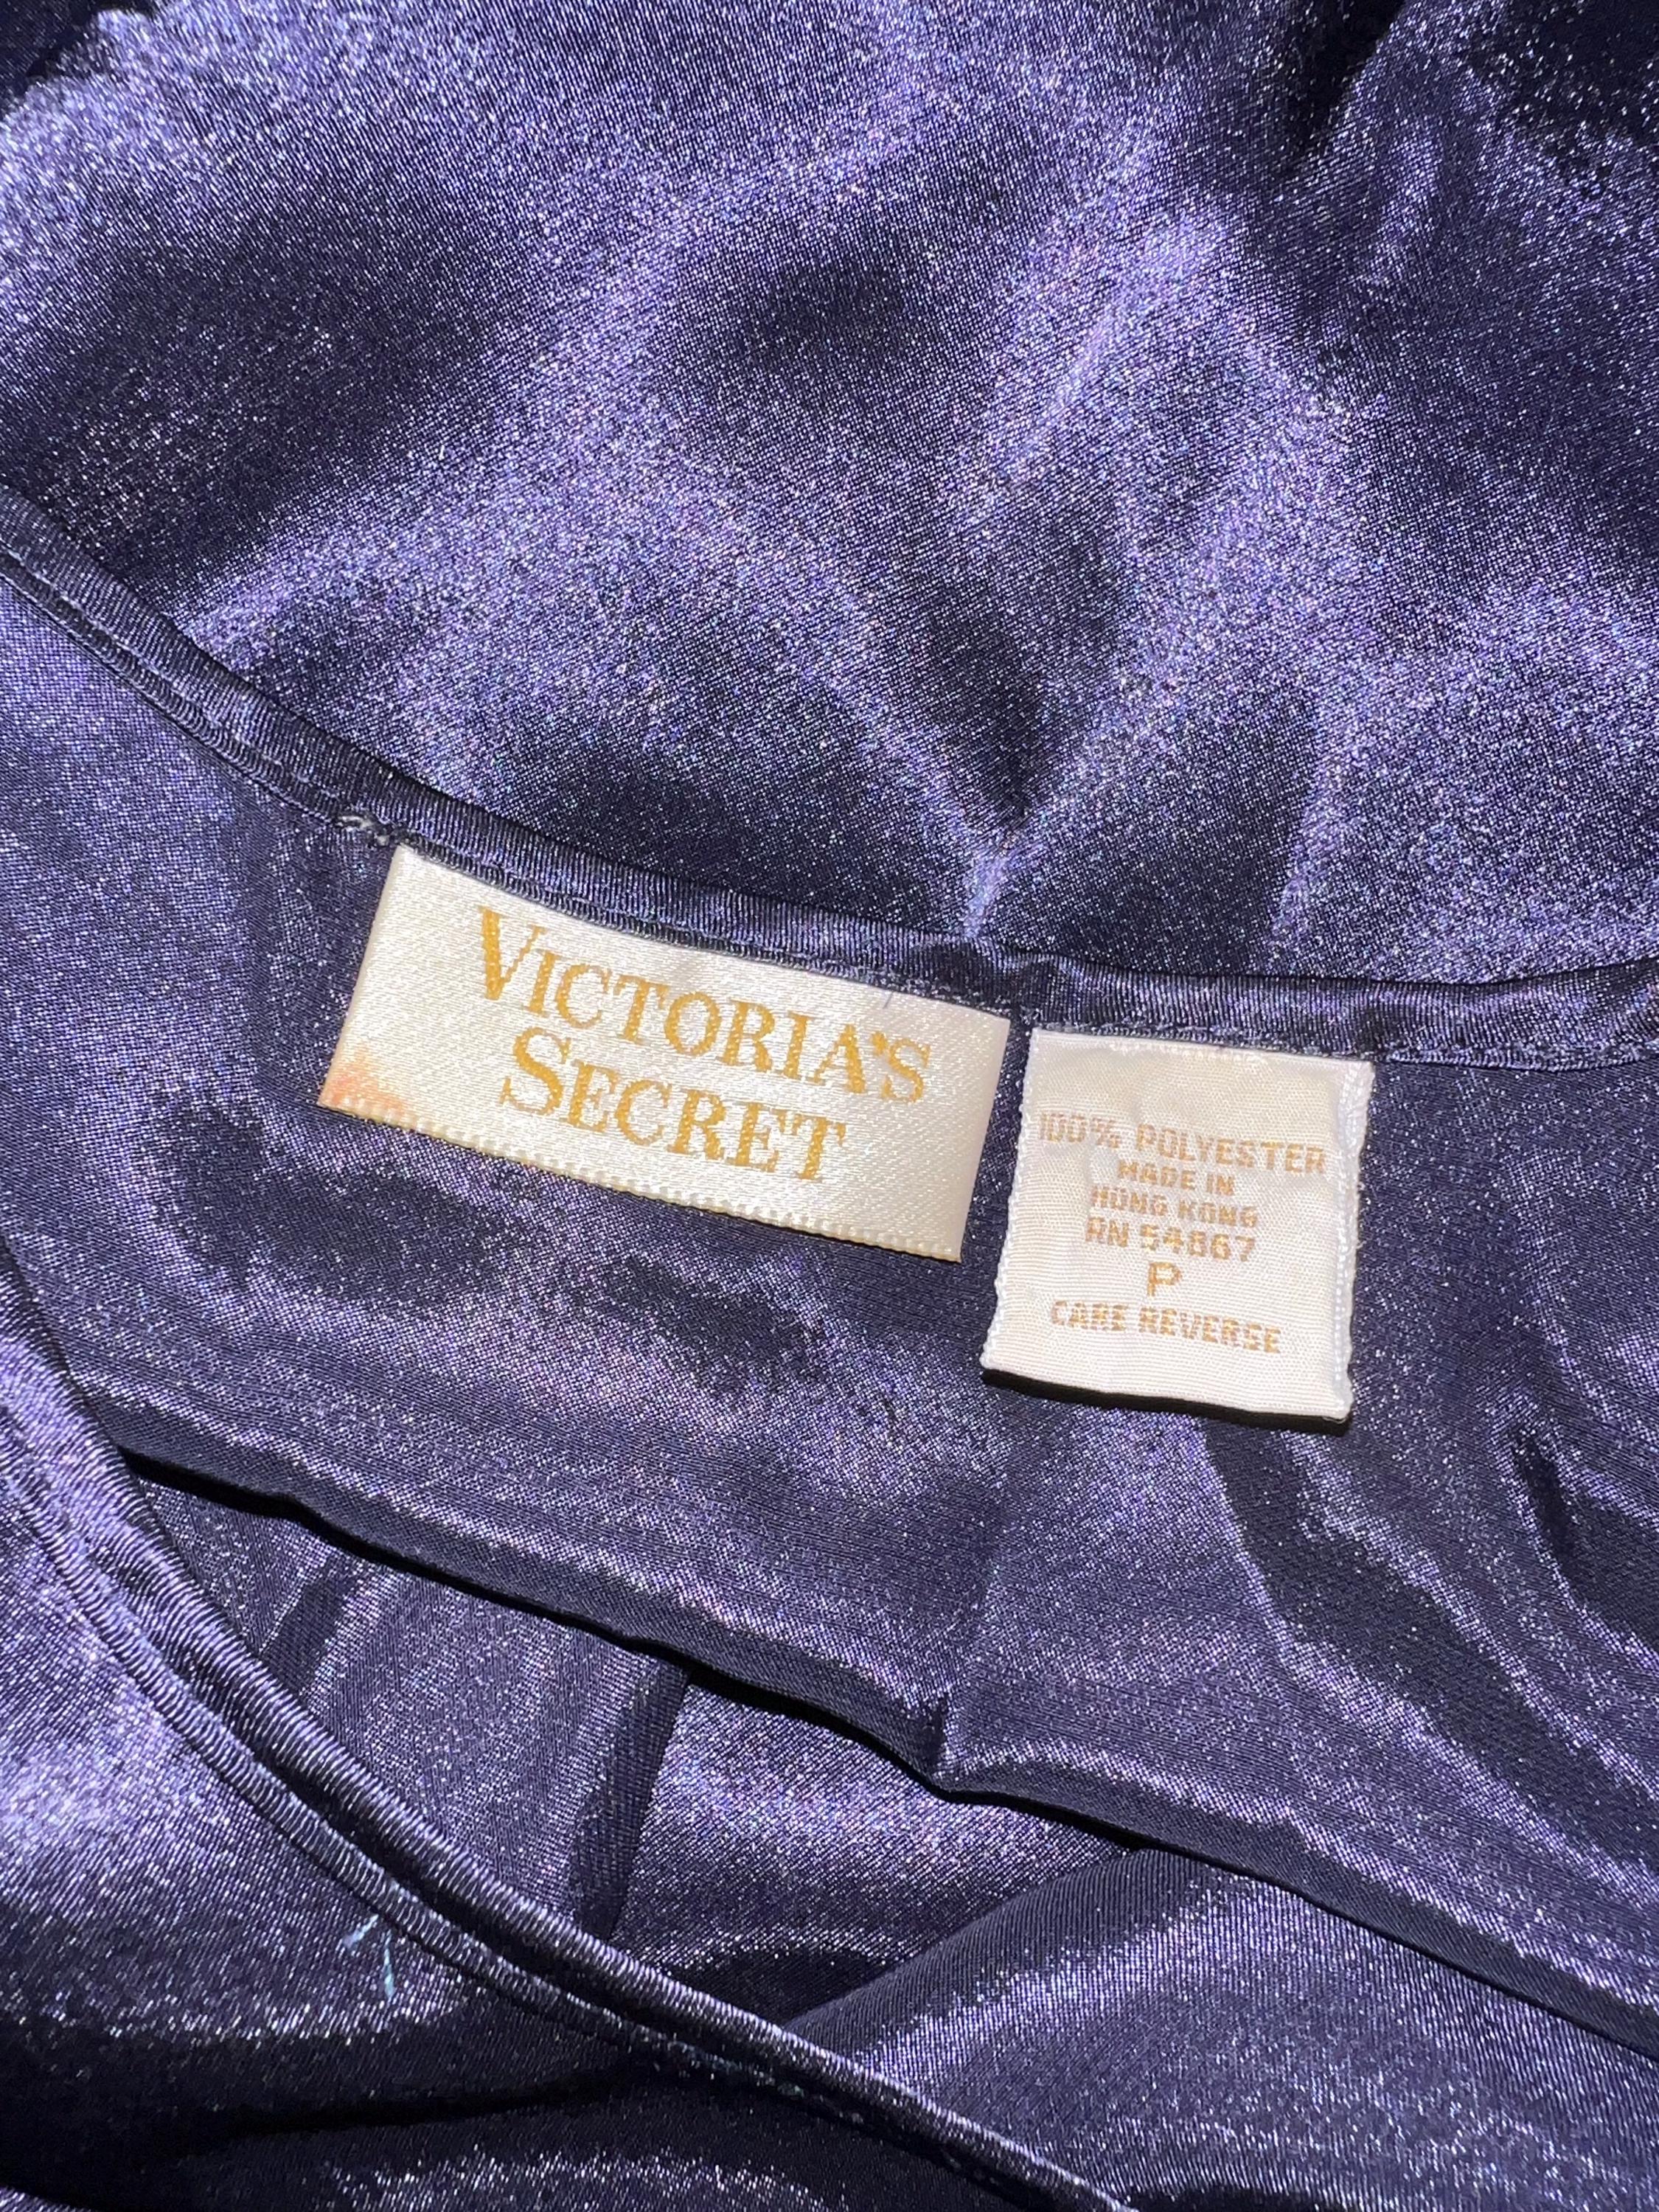 VICTORIA'S
SECRET
100% POLYESTER
MADE IN
HONG KONG
RN 54867
P
CARE REVERSE